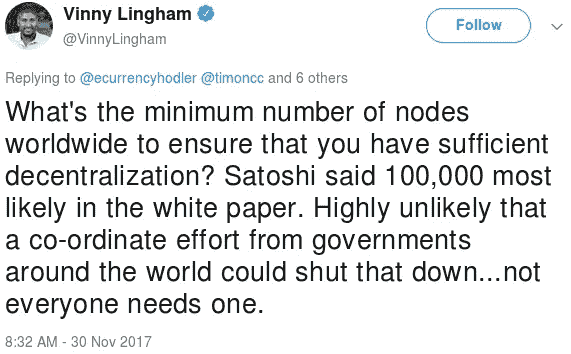 Vinny Lingham
@VinnyLingham
Follow
Replying to @ecurrencyhodler @timoncc and 6 others
What's the minimum number of nodes
worldwide to ensure that you have sufficient
decentralization? Satoshi said 100,000 most
likely in the white paper. Highly unlikely that
a co-ordinate effort from governments
around the world could shut that down...not
everyone needs one.
8:32 AM - 30 Nov 2017